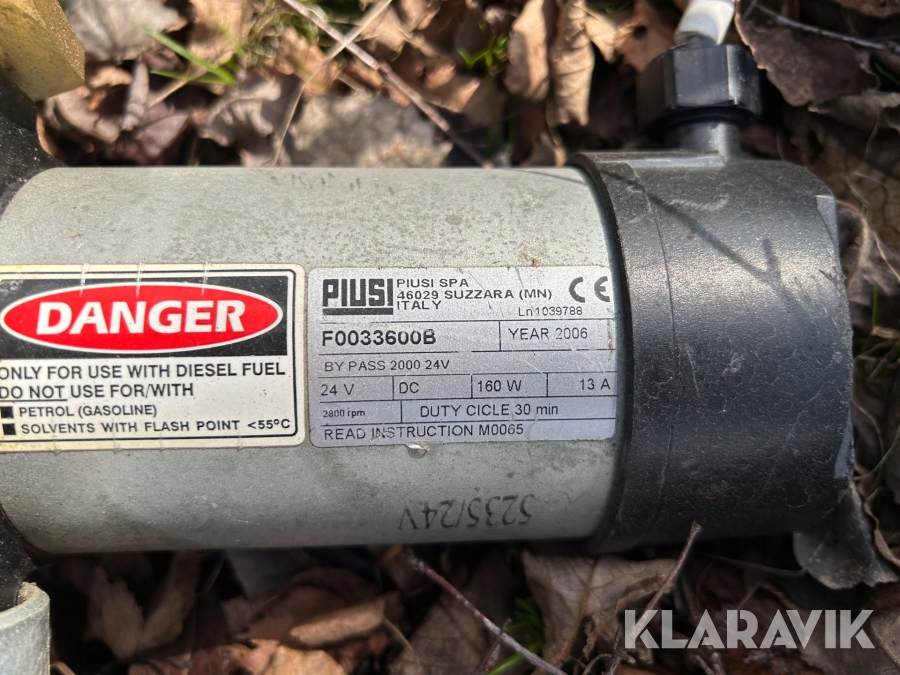 DANGER
ONLY FOR USE WITH DIESEL FUEL
DO NOT USE FOR/WITH
PETROL (GASOLINE)
SOLVENTS WITH FLASH POINT <55ºC
PIUSI
PIUSI SPA
46029 SUZZARA (MN)
ITALY
CE
Ln1039788
F0033600B
YEAR 2006
BY PASS 2000 24V
24 V DC 160 W 13 A
2800 rpm DUTY CICLE 30 min
READ INSTRUCTION M0065
5235/24V
KLARAVIK